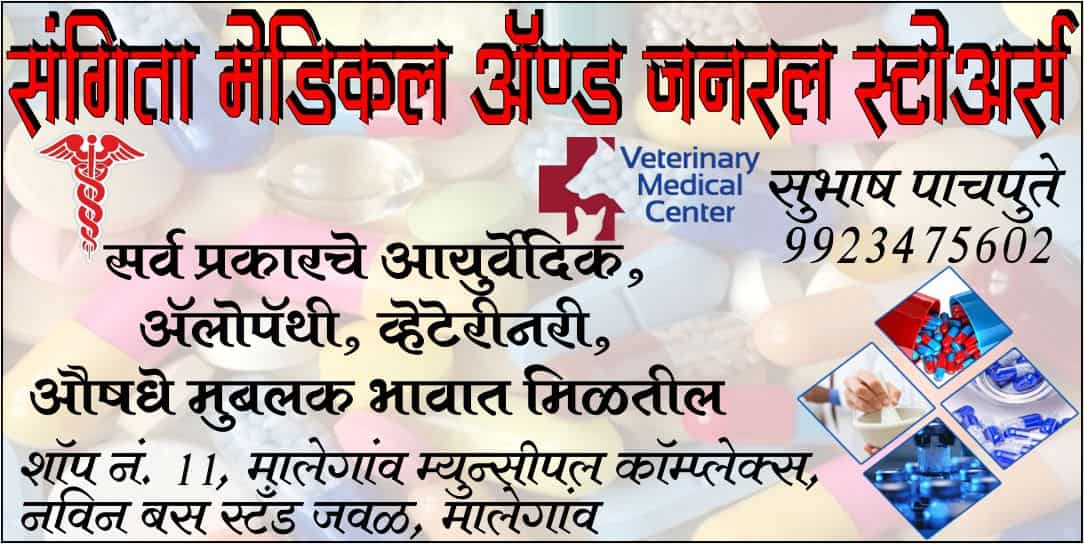 संगिता मेडिकल ॲण्ड जनरल स्टोअर्स
Veterinary
Medical
Center
सुभाष पाचपुते
9923475602
सर्व प्रकारचे आयुर्वेदिक,
ॲलोपॅथी, व्हेटेरीनरी,
औषधे मुबलक भावात मिळतील
शॉप नं. 11, मालेगांव म्युन्सीपल कॉम्प्लेक्स,
नविन बस स्टँड जवळ, मालेगांव